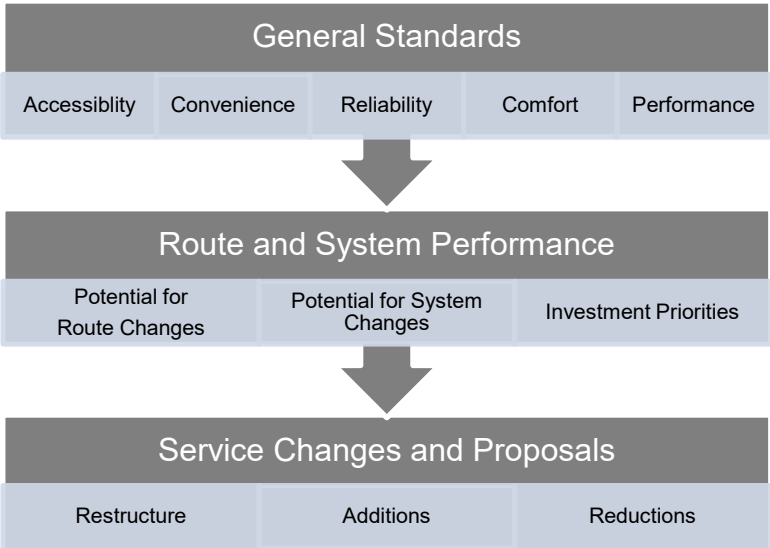 General Standards
Accessiblity
Convenience
Reliability
Comfort
Performance
Route and System Performance
Potential for
Route Changes
Potential for System
Changes
Investment Priorities
Service Changes and Proposals
Restructure
Additions
Reductions